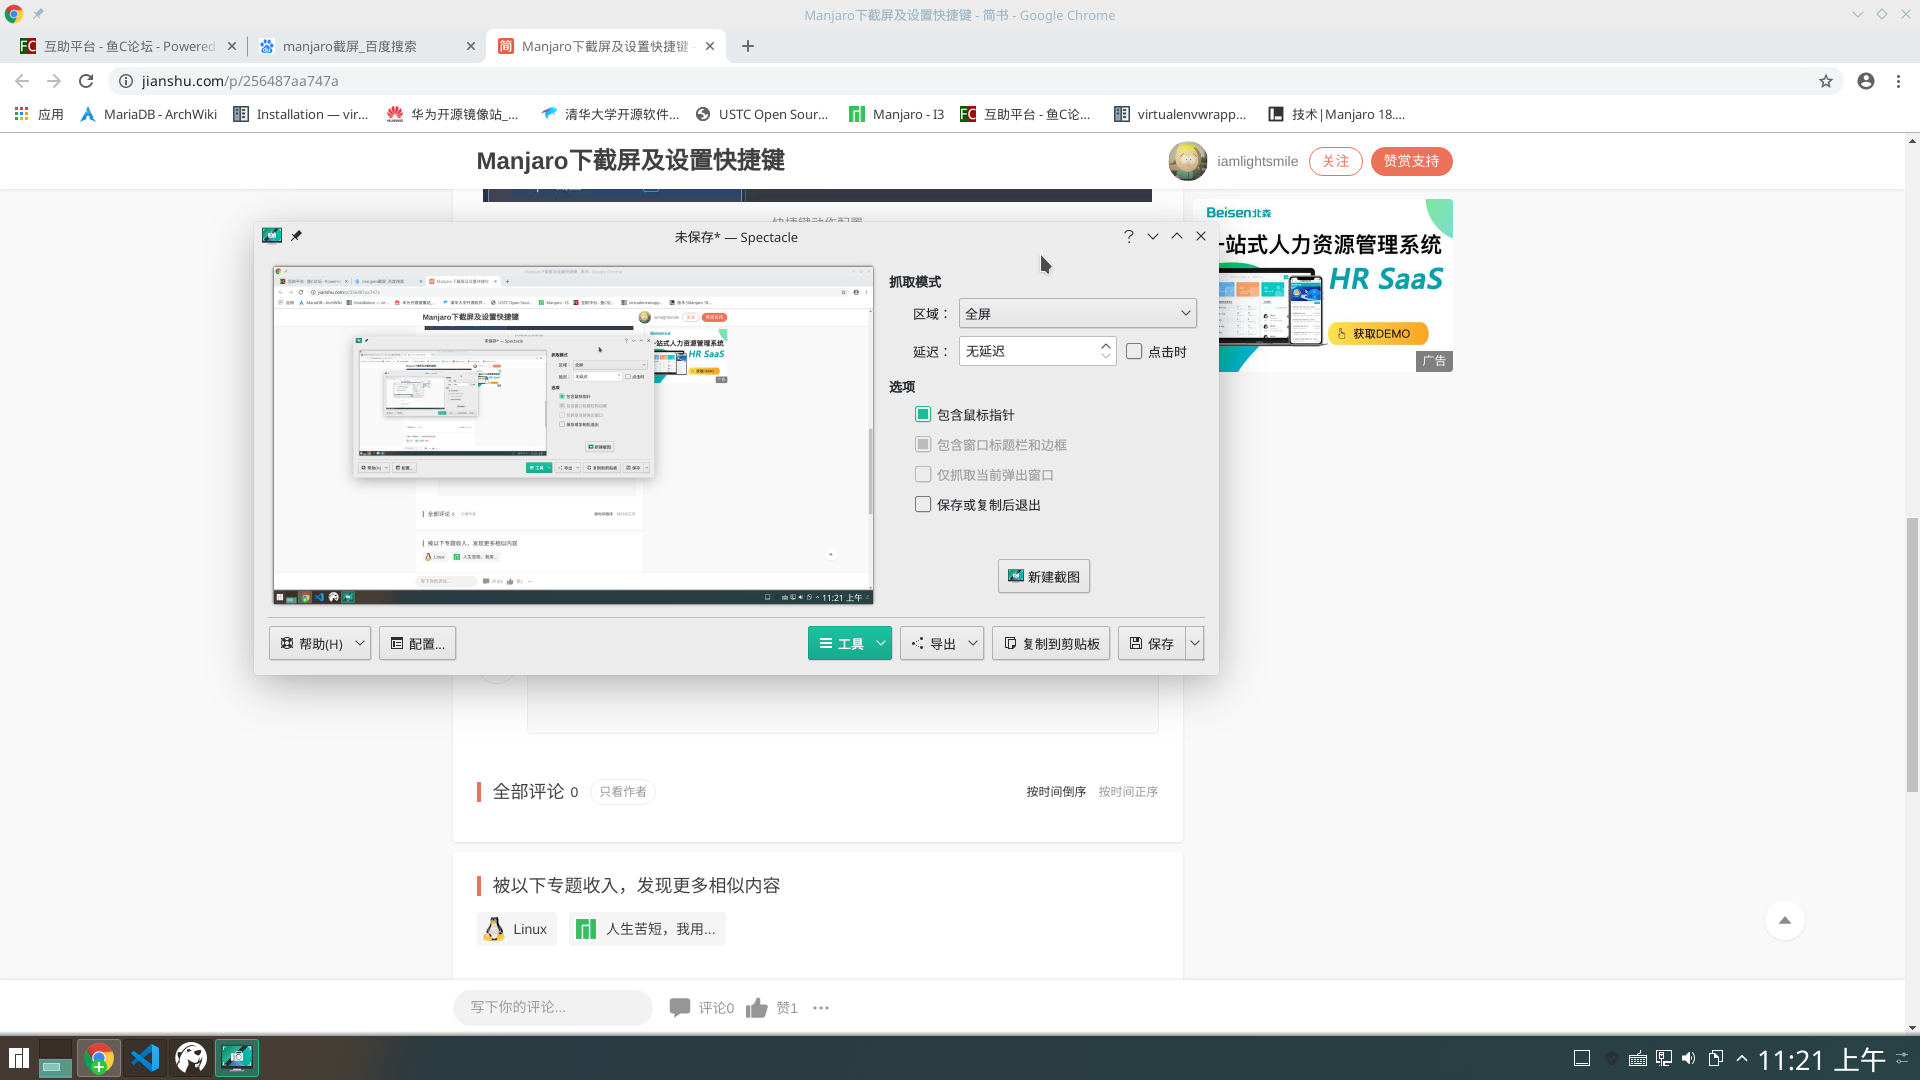 Manjaro下截屏及设置快捷键 - 简书 - Google Chrome
互助平台 - 鱼C论坛 - Powered
manjaro截屏_百度搜索
Manjaro下截屏及设置快捷键 -
jianshu.com/p/256487aa747a
应用
MariaDB - ArchWiki
Installation — vir...
华为开源镜像站_...
清华大学开源软件...
USTC Open Sour...
Manjaro - I3
互助平台 - 鱼C论...
virtualenvwrapp...
技术|Manjaro 18....
Manjaro下截屏及设置快捷键
iamlightsmile
关注
赞赏支持
Beisen北森
一站式人力资源管理系统
HR SaaS
获取DEMO
广告
未保存* — Spectacle
抓取模式
区域：
全屏
延迟：
无延迟
点击时
选项
包含鼠标指针
包含窗口标题栏和边框
仅抓取当前弹出窗口
保存或复制后退出
新建截图
帮助(H)
配置...
工具
导出
复制到剪贴板
保存
全部评论 0
只看作者
按时间倒序
按时间正序
被以下专题收入，发现更多相似内容
Linux
人生苦短，我用...
写下你的评论...
评论0
赞1
11:21 上午